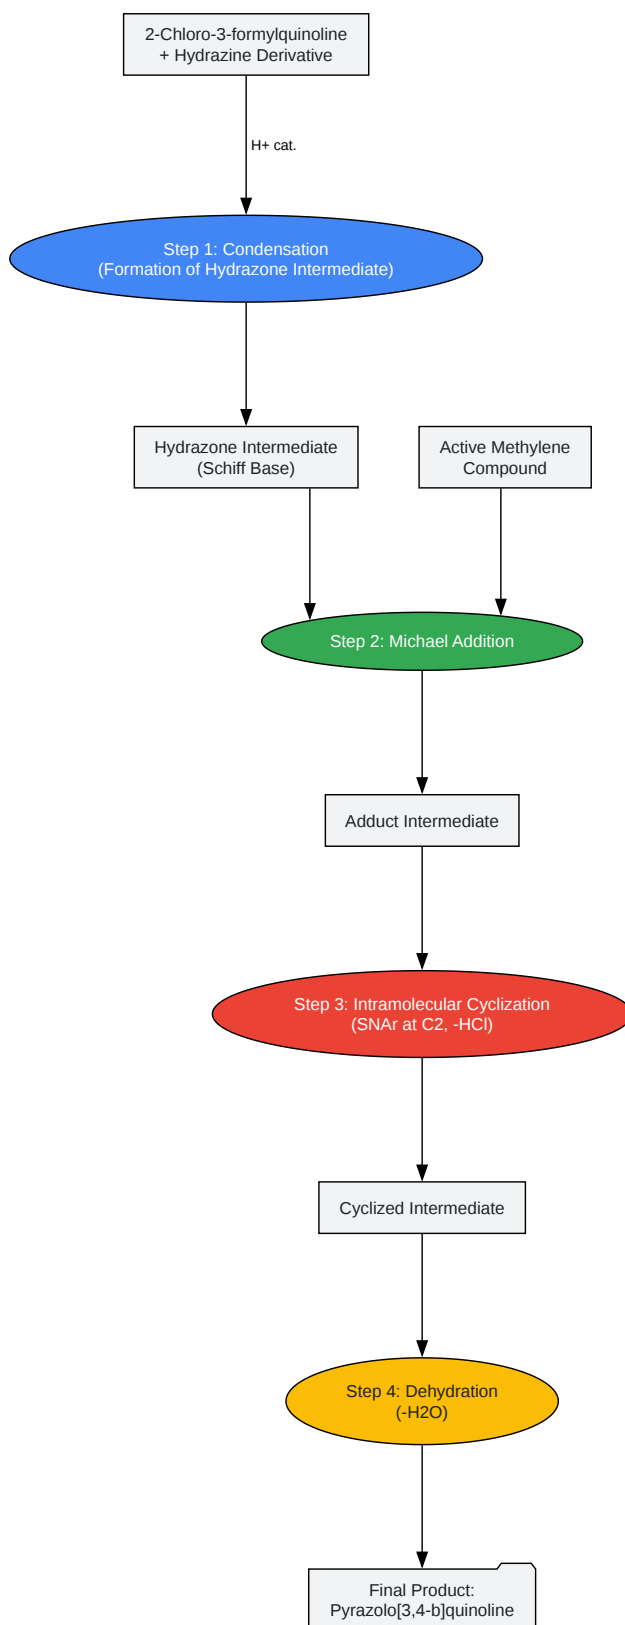 2-Chloro-3-formylquinoline
+ Hydrazine Derivative
H+ cat.
Step 1: Condensation
(Formation of Hydrazone Intermediate)
Hydrazone Intermediate
(Schiff Base)
Active Methylene
Compound
Step 2: Michael Addition
Adduct Intermediate
Step 3: Intramolecular Cyclization
(SNAr at C2, -HCl)
Cyclized Intermediate
Step 4: Dehydration
(-H2O)
Final Product:
Pyrazolo[3,4-b]quinoline